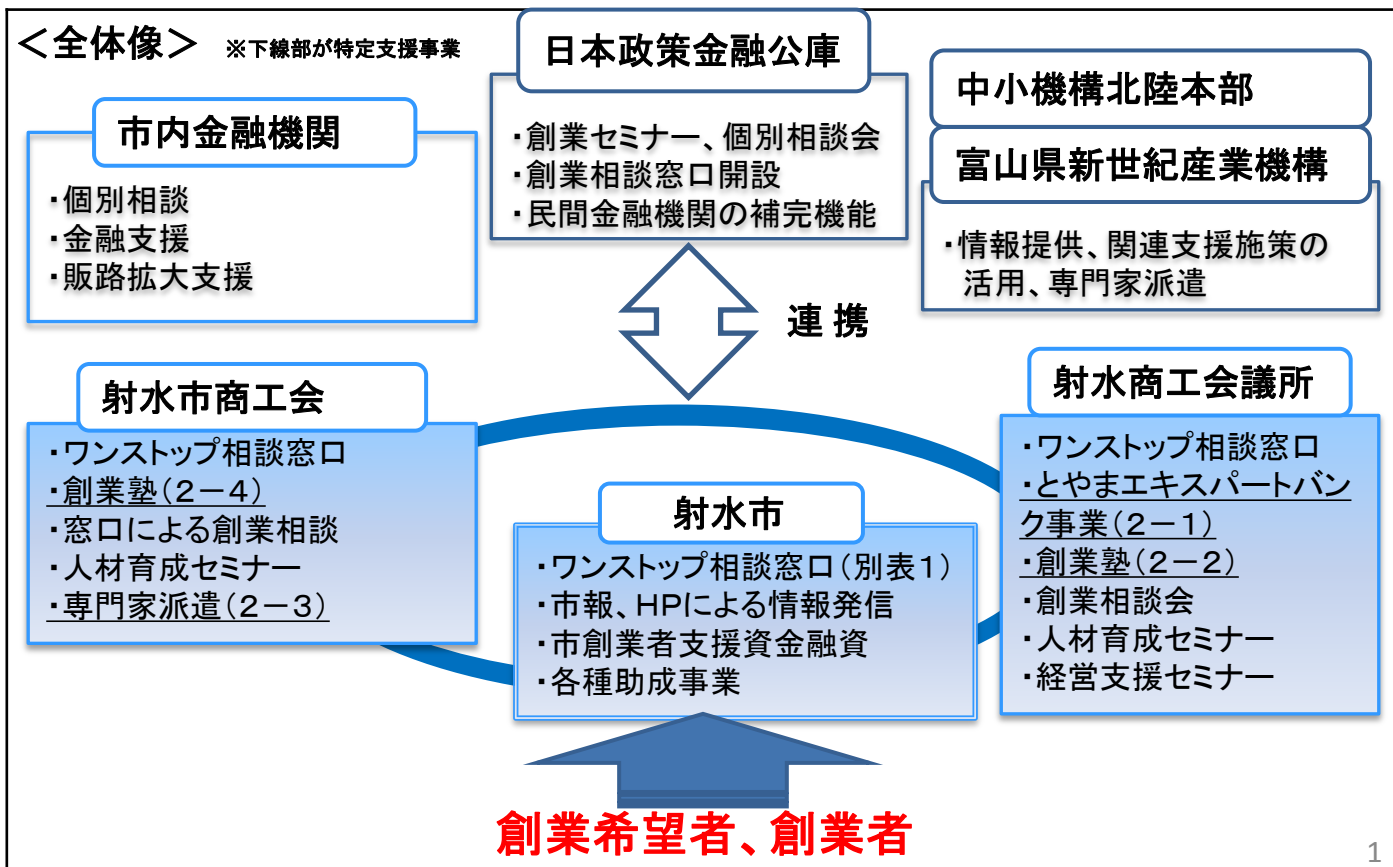 <全体像> ※下線部が特定支援事業
市内金融機関
・個別相談
・金融支援
・販路拡大支援
日本政策金融公庫
・創業セミナー、個別相談会
・創業相談窓口開設
・民間金融機関の補完機能
中小機構北陸本部
富山県新世紀産業機構
・情報提供、関連支援施策の
活用、専門家派遣
連 携
射水市商工会
・ワンストップ相談窓口
・創業塾(2-4)
・窓口による創業相談
・人材育成セミナー
・専門家派遣(2-3)
射水市
・ワンストップ相談窓口(別表1)
・市報、HPによる情報発信
・市創業者支援資金融資
・各種助成事業
射水商工会議所
・ワンストップ相談窓口
・とやまエキスパートバン
ク事業(2-1)
・創業塾(2-2)
・創業相談会
・人材育成セミナー
・経営支援セミナー
創業希望者、創業者
1